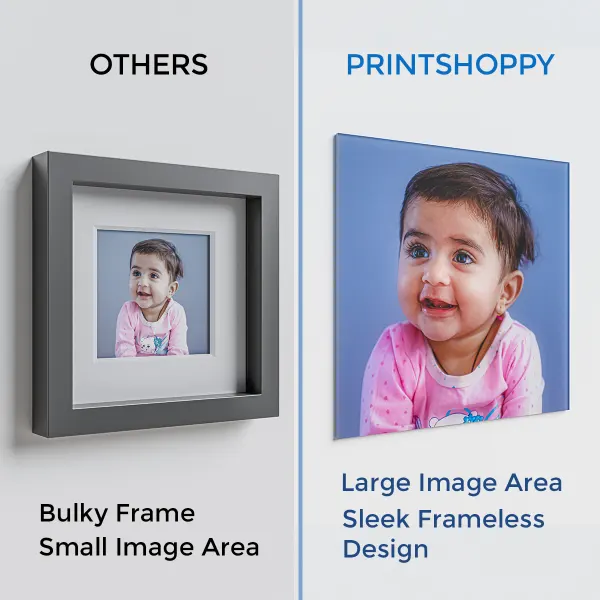 OTHERS
Bulky Frame
Small Image Area
PRINTSHOPPY
Large Image Area
Sleek Frameless
Design